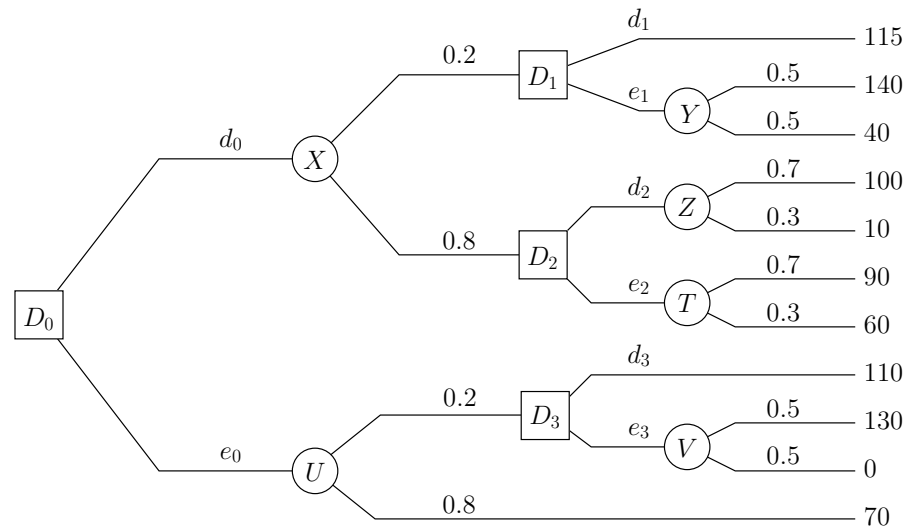 d₁
115
0.2
D₁
0.5
140
e₁
Y
0.5
40
d₀
X
0.7
100
d₂
Z
0.3
10
0.8
D₂
0.7
90
e₂
T
0.3
60
D₀
d₃
110
0.2
D₃
0.5
130
e₃
V
0.5
0
e₀
U
0.8
70